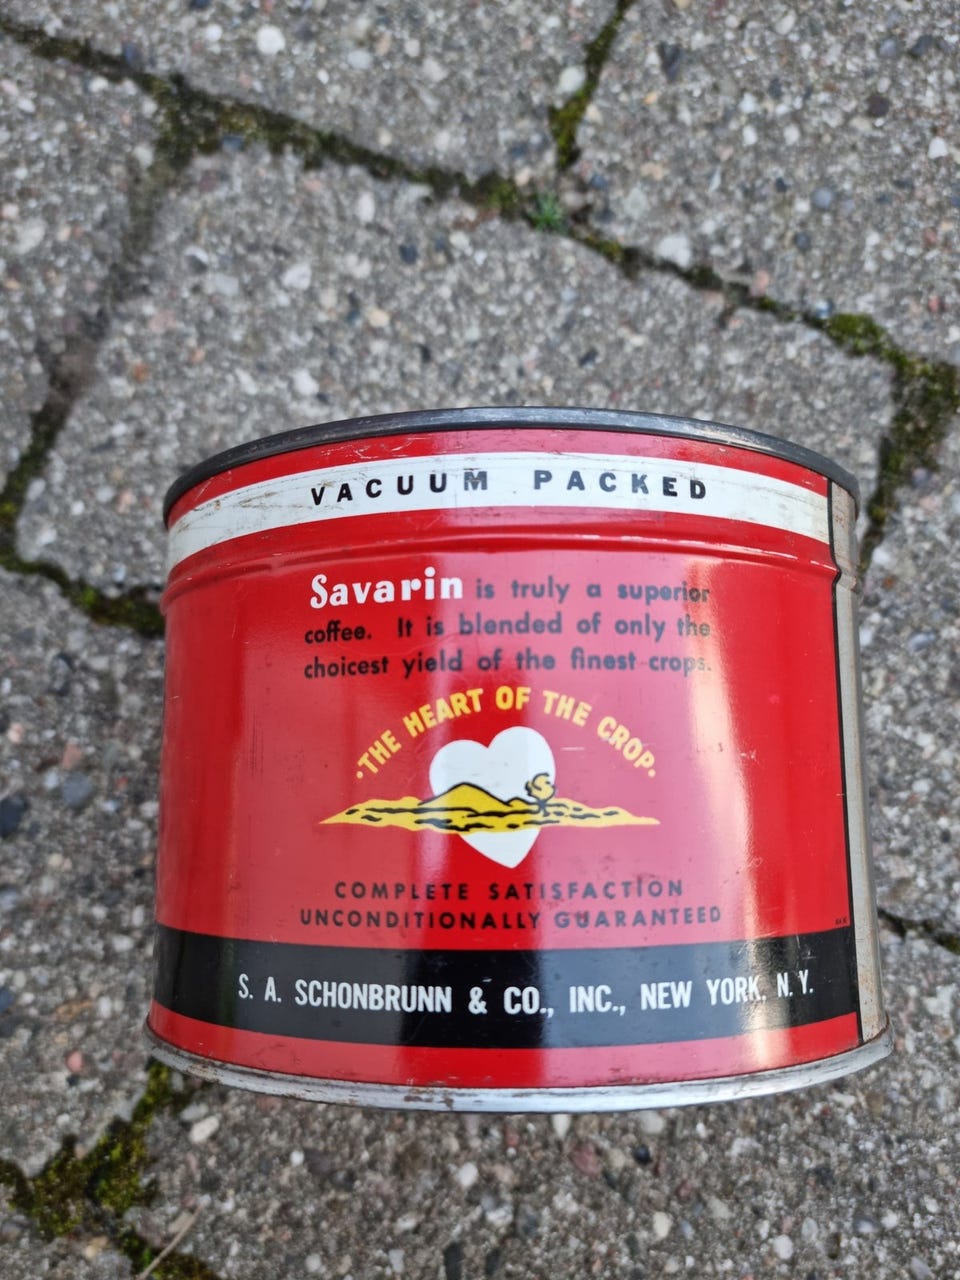 VACUUM PACKED
Savarin is truly a superior
coffee. It is blended of only the
choicest yield of the finest crops.
·THE HEART OF THE CROP·
S
COMPLETE SATISFACTION
UNCONDITIONALLY GUARANTEED
S. A. SCHONBRUNN & CO., INC., NEW YORK, N. Y.